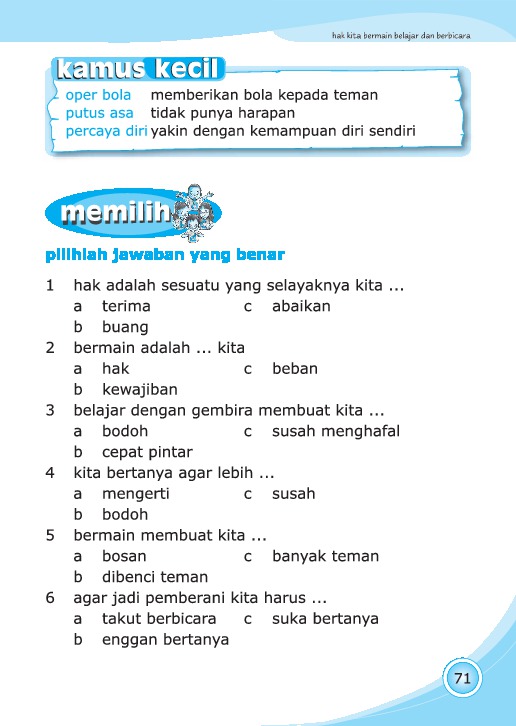 hak kita bermain belajar dan berbicara
kamus kecil
oper bola memberikan bola kepada teman
putus asa tidak punya harapan
percaya diri yakin dengan kemampuan diri sendiri
memilih
pilihlah jawaban yang benar
1 hak adalah sesuatu yang selayaknya kita ...
a terima c abaikan
b buang
2 bermain adalah ... kita
a hak c beban
b kewajiban
3 belajar dengan gembira membuat kita ...
a bodoh c susah menghafal
b cepat pintar
4 kita bertanya agar lebih ...
a mengerti c susah
b bodoh
5 bermain membuat kita ...
a bosan c banyak teman
b dibenci teman
6 agar jadi pemberani kita harus ...
a takut berbicara c suka bertanya
b enggan bertanya
71